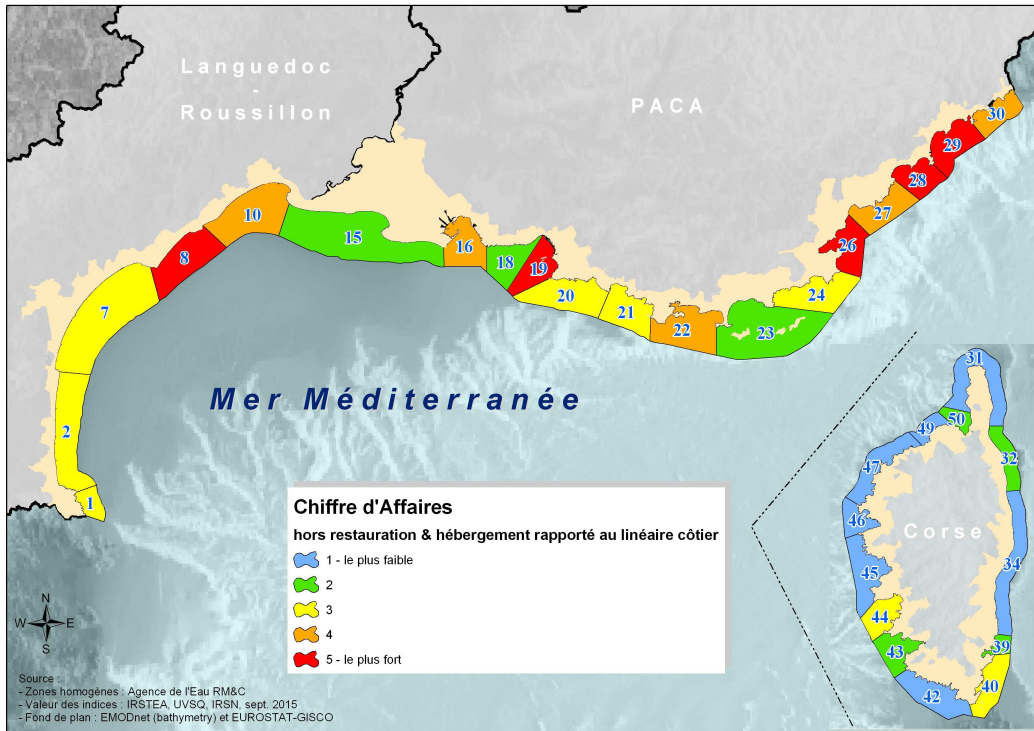 Languedoc
-
Roussillon
PACA
30
29
28
27
26
24
23
22
21
20
19
18
16
15
10
8
7
2
1
Mer Méditerranée
31
50
49
32
47
46
Corse
34
45
44
43
39
40
42
Chiffre d'Affaires
hors restauration & hébergement rapporté au linéaire côtier
1 - le plus faible
2
3
4
5 - le plus fort
N
W E
S
Source :
- Zones homogènes : Agence de l'Eau RM&C
- Valeur des indices : IRSTEA, UVSQ, IRSN, sept. 2015
- Fond de plan : EMODnet (bathymetry) et EUROSTAT-GISCO